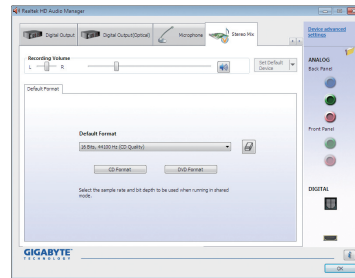 Realtek HD Audio Manager
Digital Output
Digital Output(Optical)
Microphone
Stereo Mix
Device advanced settings
Recording Volume
L
R
Set Default Device
ANALOG
Back Panel
Default Format
Default Format
16 Bits, 44100 Hz (CD Quality)
CD Format
DVD Format
Select the sample rate and bit depth to be used when running in shared
mode.
Front Panel
DIGITAL
GIGABYTE
TECHNOLOGY
OK